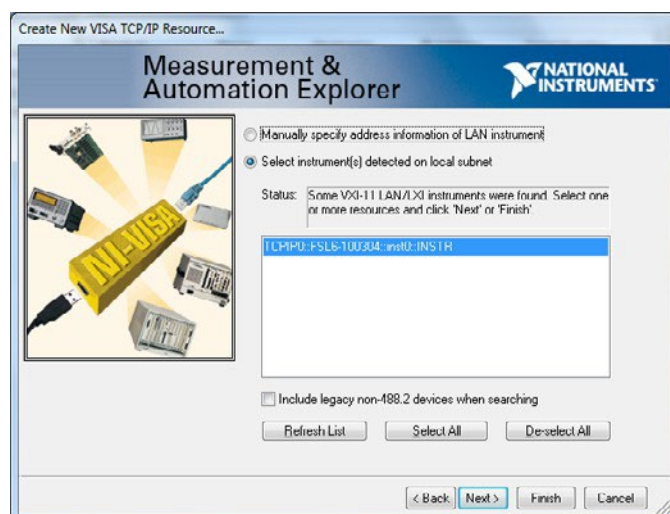 Create New VISA TCP/IP Resource...
Measurement &
Automation Explorer
NATIONAL
INSTRUMENTS
Manually specify address information of LAN instrument
Select instrument(s) detected on local subnet
Status:
Some VXI-11 LAN/LXI instruments were found. Select one
or more resources and click 'Next' or 'Finish'.
TCPIP0::FSL6-100304::inst0::INSTR
NI-VISA
Include legacy non-488.2 devices when searching
Refresh List
Select All
De-select All
< Back
Next >
Finish
Cancel